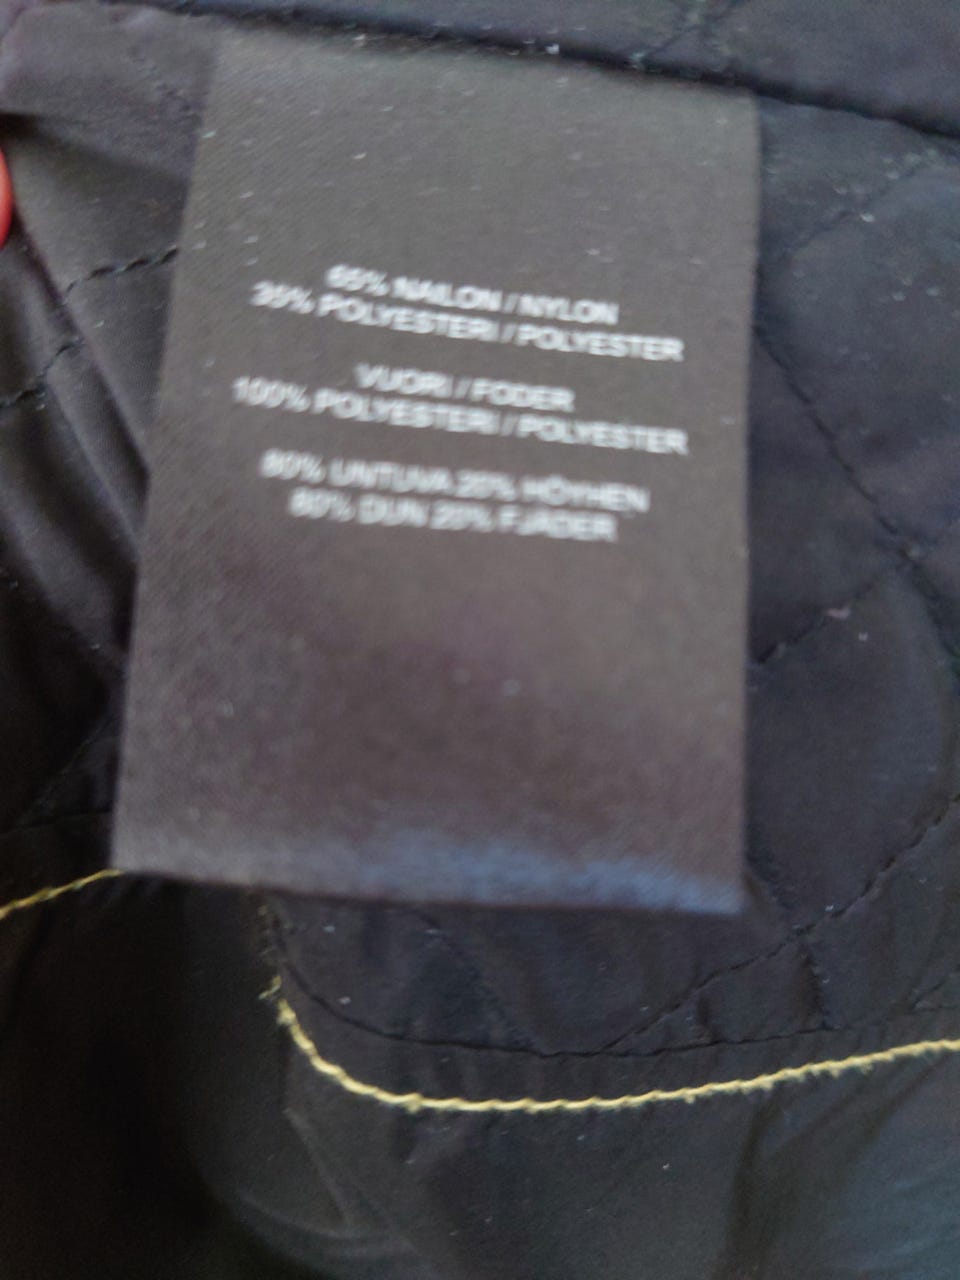 65% NAILON / NYLON
35% POLYESTERI / POLYESTER
VUORI / FODER
100% POLYESTERI / POLYESTER
80% UNTUVA 20% HÖYHEN
80% DUN 20% FJÄDER